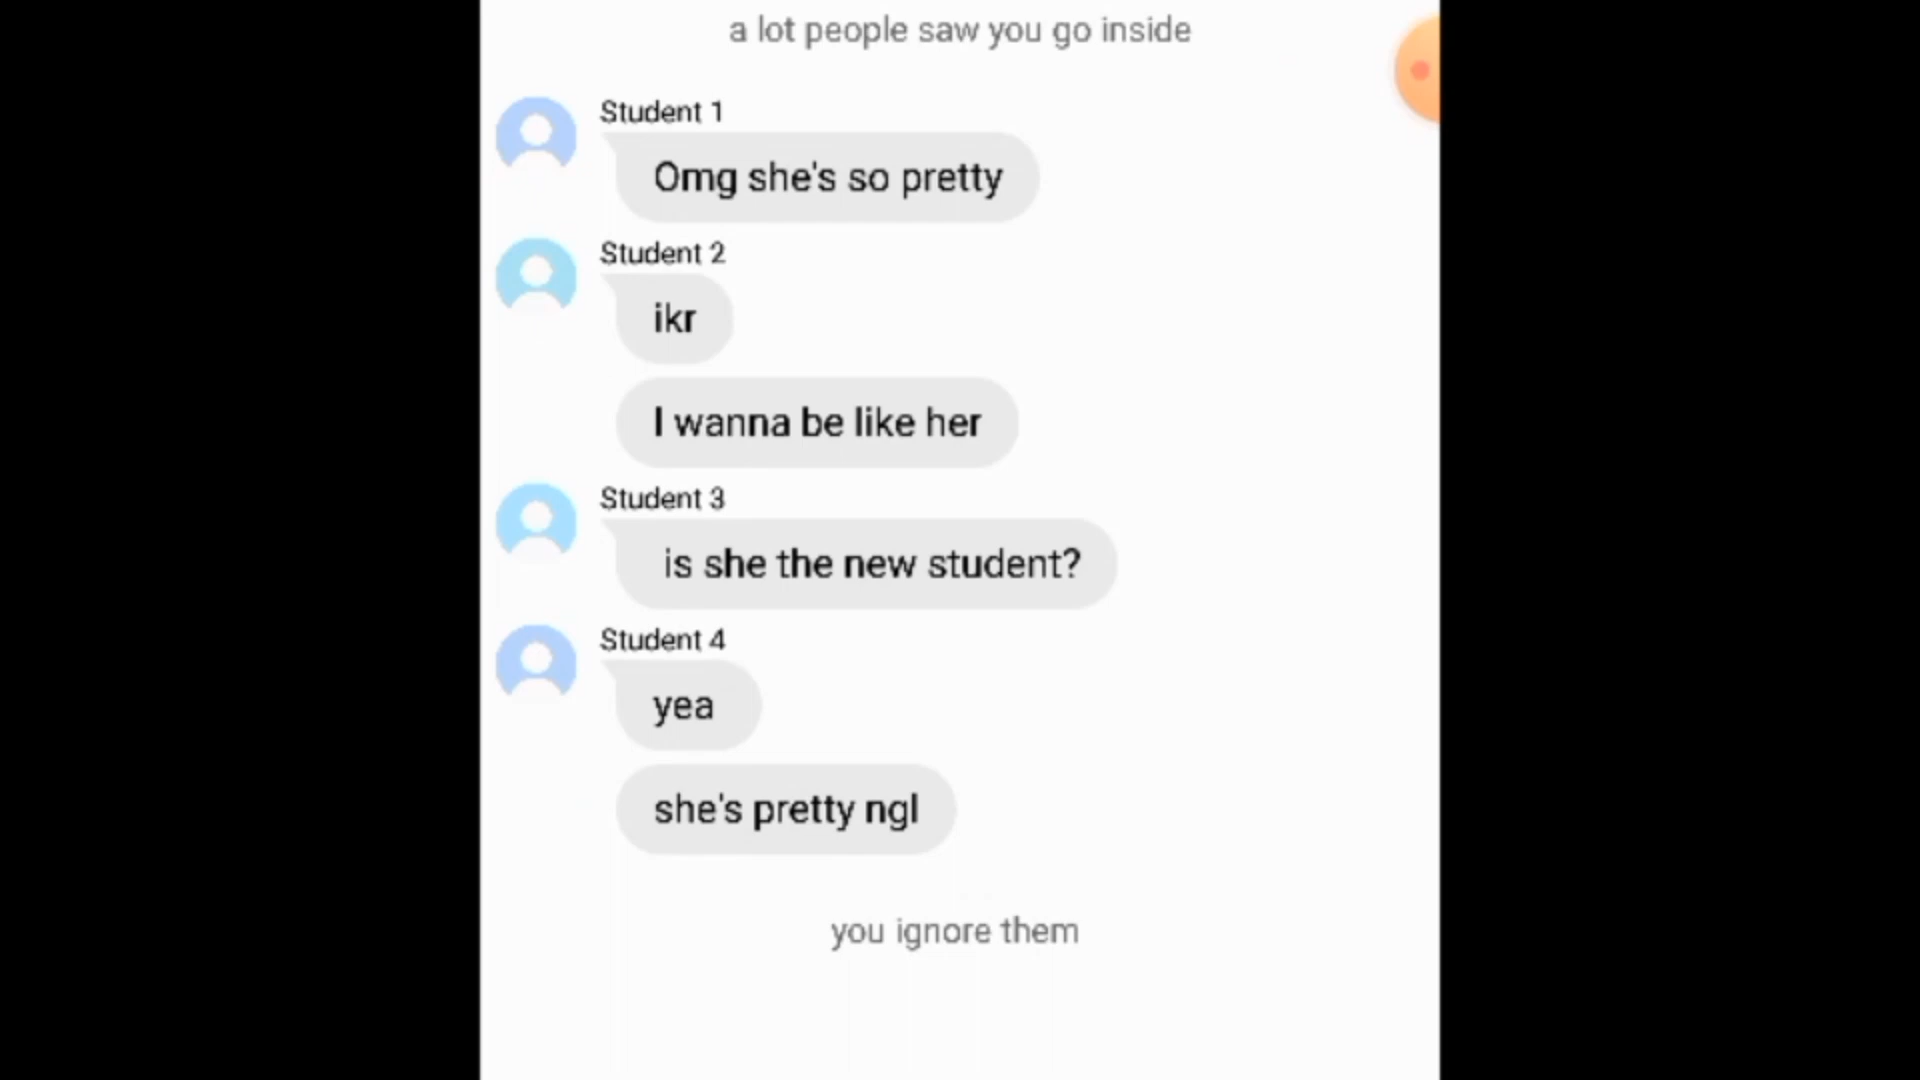 a lot people saw you go inside
Student 1
Omg she's so pretty
Student 2
ikr
I wanna be like her
Student 3
is she the new student?
Student 4
yea
she's pretty ngl
you ignore them